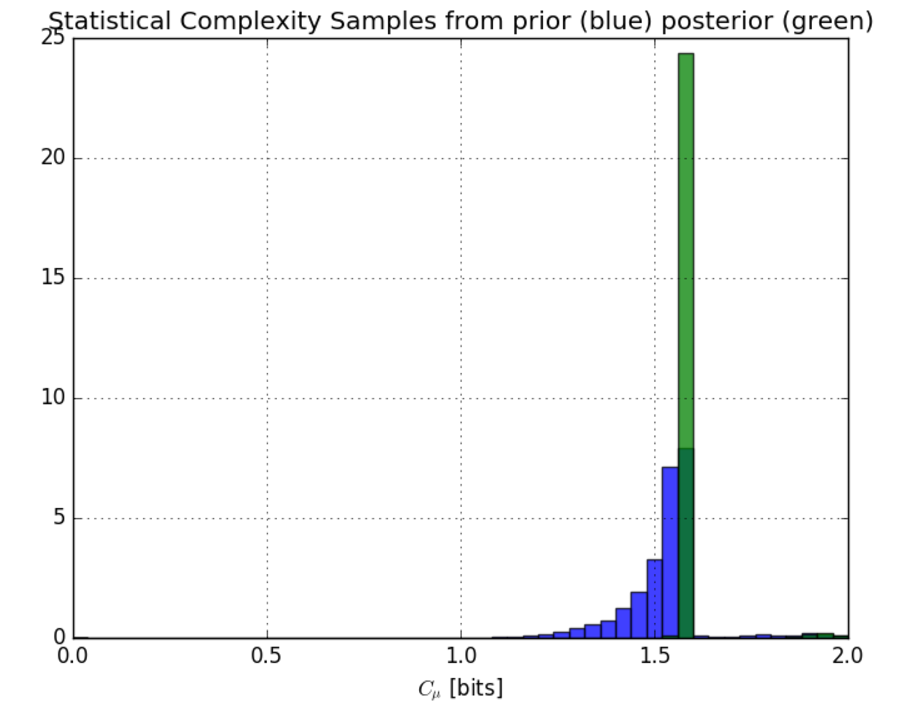 Statistical Complexity Samples from prior (blue) posterior (green)
25
20
15
10
5
0
0.0 0.5 1.0 1.5 2.0
Cμ [bits]